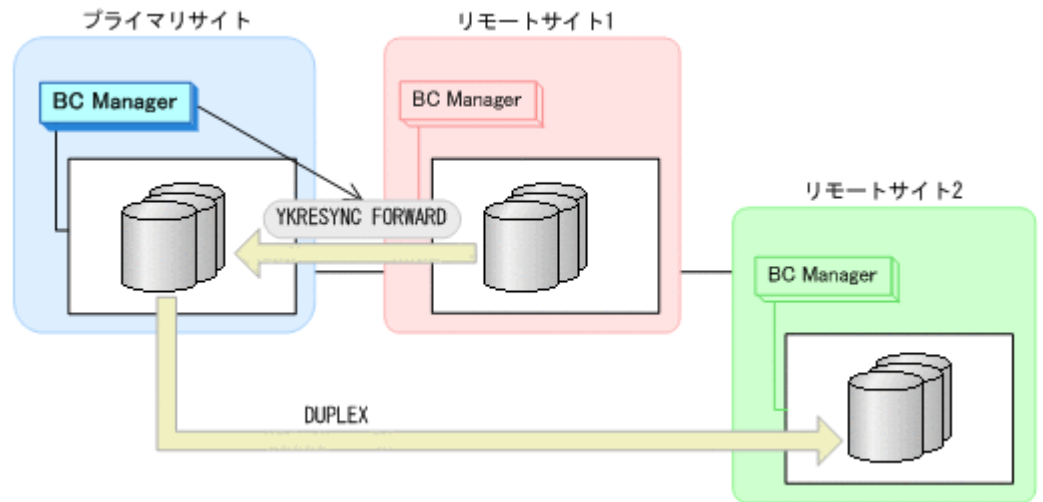 プライマリサイト
リモートサイト1
BC Manager
BC Manager
YKRESYNC FORWARD
リモートサイト2
BC Manager
DUPLEX